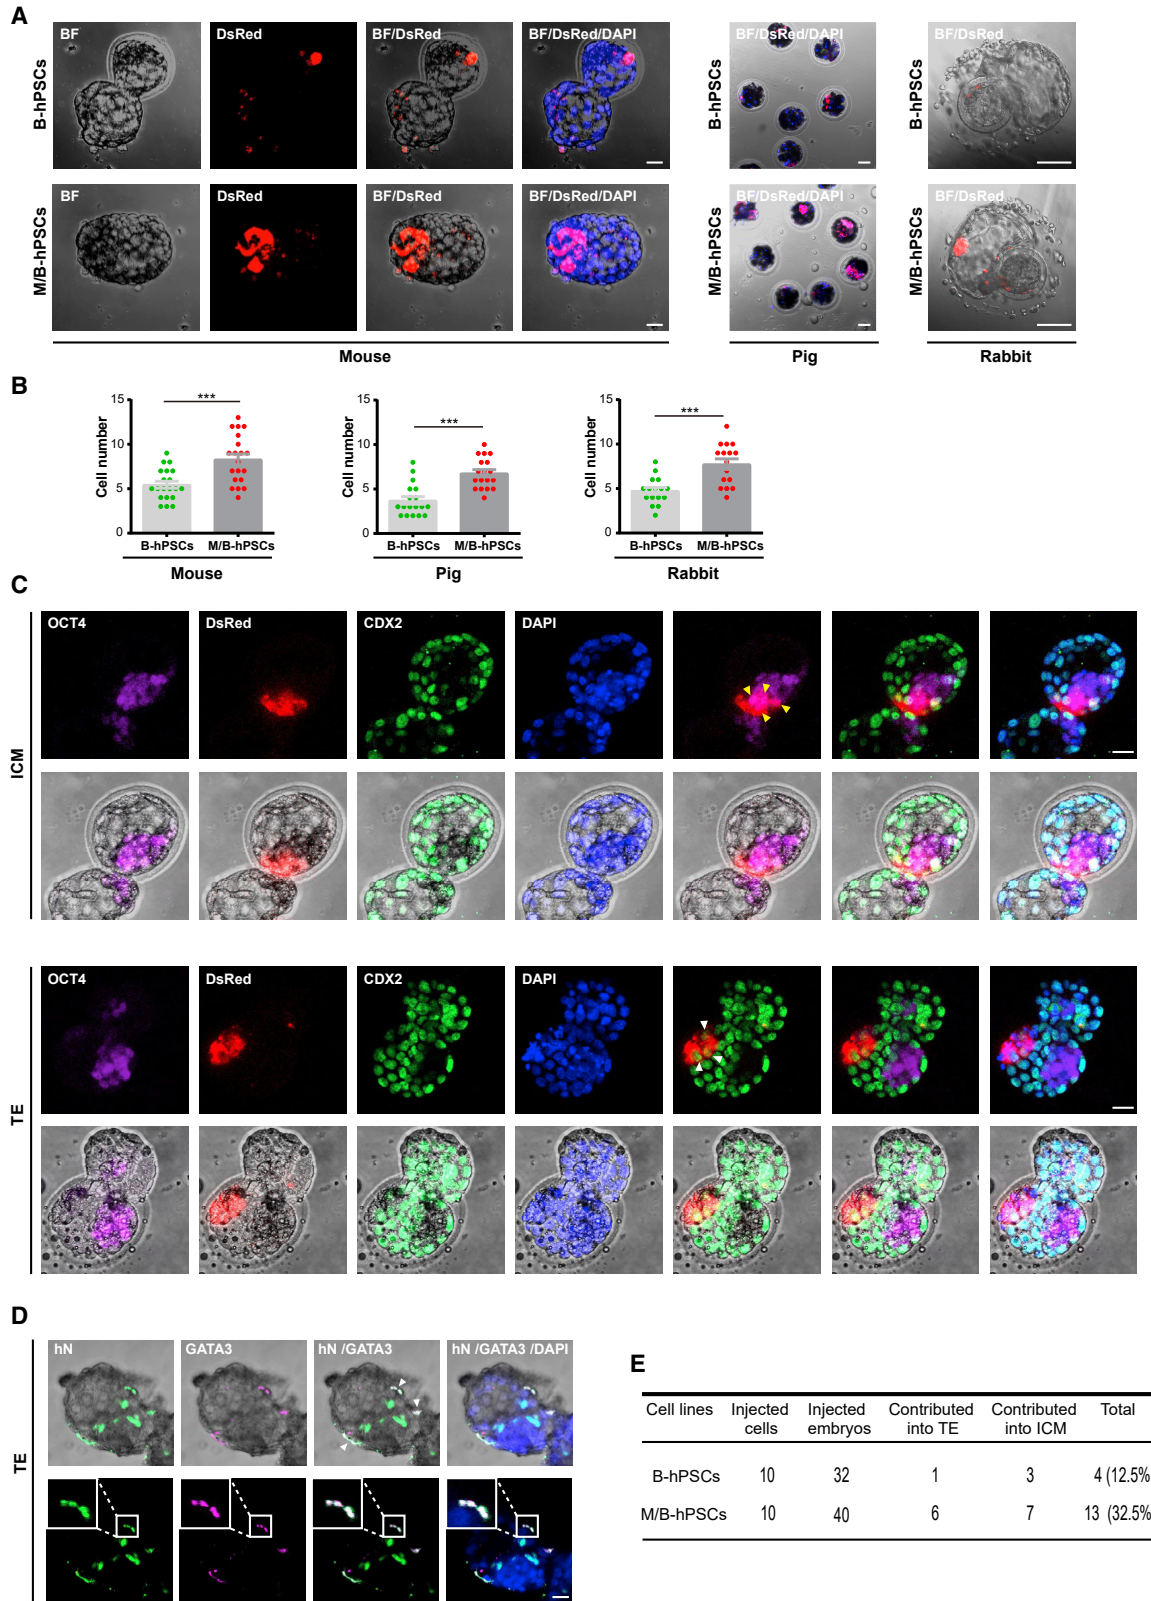 A
BF
DsRed
BF/DsRed
BF/DsRed/DAPI
BF/DsRed/DAPI
BF/DsRed
B-hPSCs
B-hPSCs
B-hPSCs
BF
DsRed
BF/DsRed
BF/DsRed/DAPI
BF/DsRed/DAPI
BF/DsRed
M/B-hPSCs
M/B-hPSCs
M/B-hPSCs
Mouse
Pig
Rabbit
B
Cell number
15
10
5
0
***
B-hPSCs
M/B-hPSCs
Mouse
Cell number
15
10
5
0
***
B-hPSCs
M/B-hPSCs
Pig
Cell number
15
10
5
0
***
B-hPSCs
M/B-hPSCs
Rabbit
C
ICM
OCT4
DsRed
CDX2
DAPI
TE
OCT4
DsRed
CDX2
DAPI
D
TE
hN
GATA3
hN /GATA3
hN /GATA3 /DAPI
E
Cell lines Injected cells Injected embryos Contributed into TE Contributed into ICM Total
B-hPSCs 10 32 1 3 4 (12.5%
M/B-hPSCs 10 40 6 7 13 (32.5%